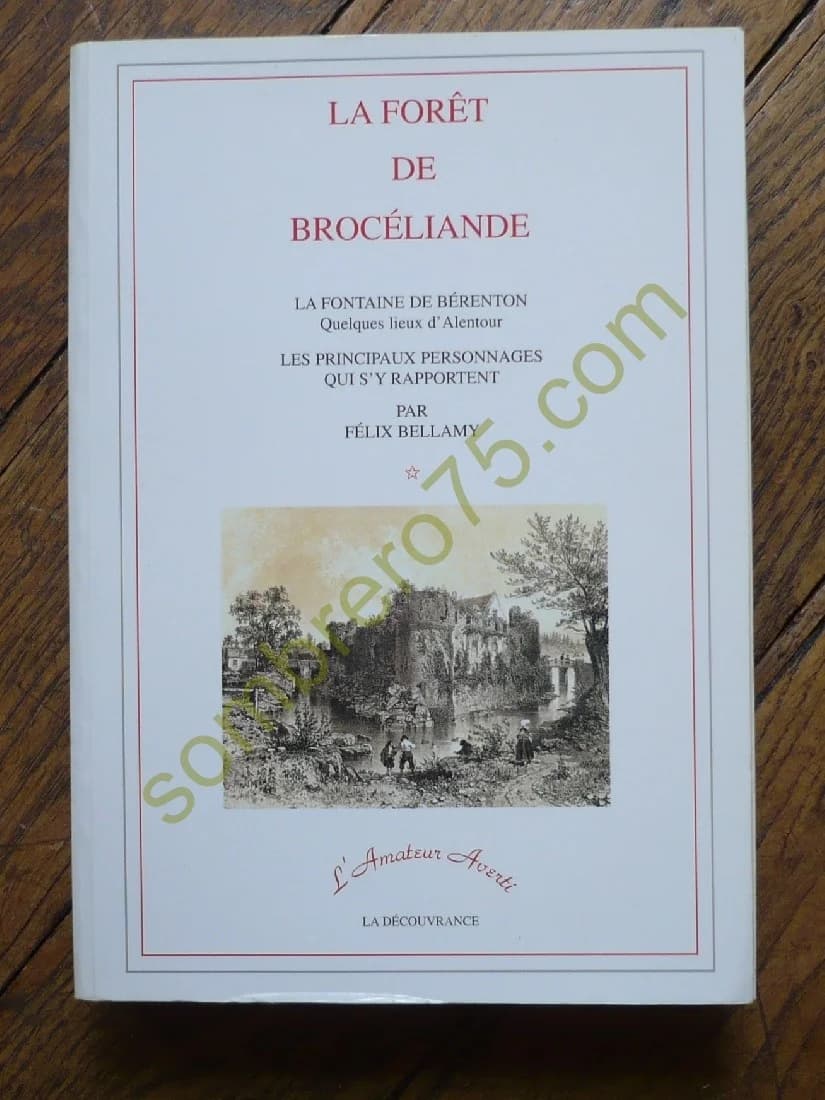 LA FORÊT
DE
BROCÉLIANDE
LA FONTAINE DE BÉRENTON
Quelques lieux d'Alentour
LES PRINCIPAUX PERSONNAGES
QUI S'Y RAPPORTENT
PAR
FÉLIX BELLAMY
sombrero75.com
L'Amateur Averti
LA DÉCOUVRANCE